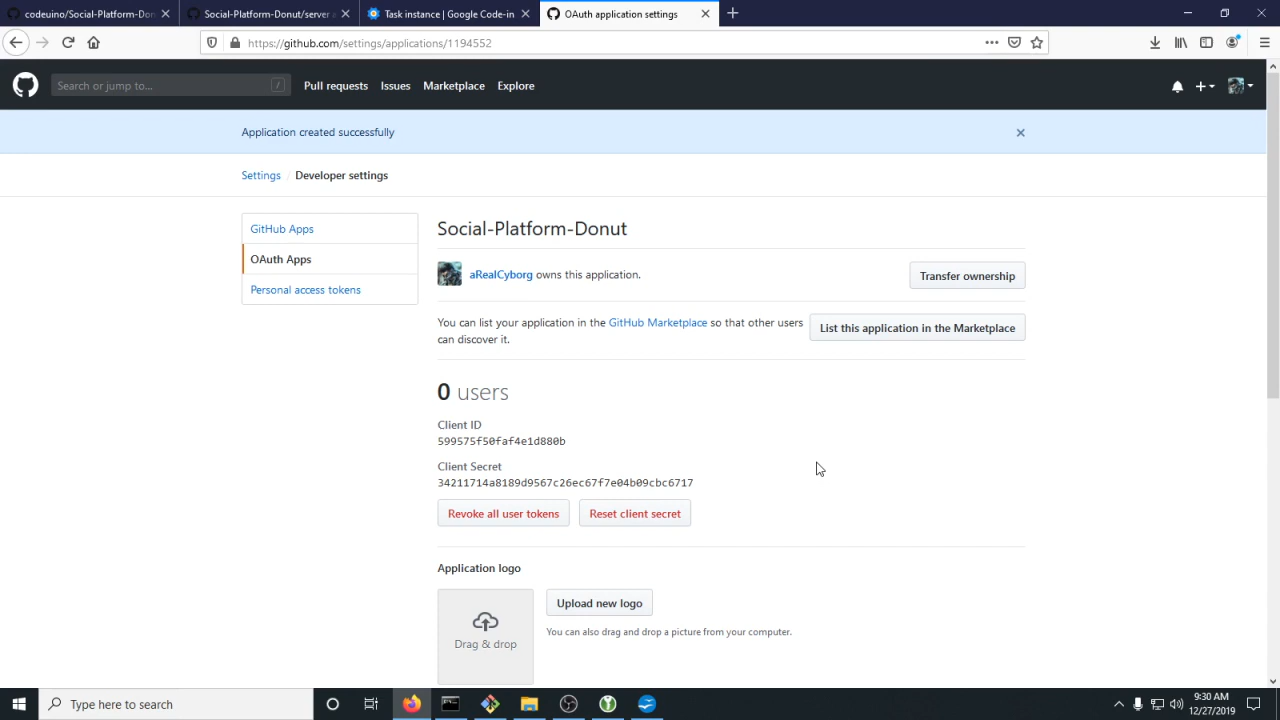 codeuino/Social-Platform-Don
Social-Platform-Donut/server a
Task instance | Google Code-in
OAuth application settings
https://github.com/settings/applications/1194552
Search or jump to...
/
Pull requests
Issues
Marketplace
Explore
Application created successfully
Settings / Developer settings
GitHub Apps
OAuth Apps
Personal access tokens
Social-Platform-Donut
aRealCyborg owns this application.
Transfer ownership
You can list your application in the GitHub Marketplace so that other users
can discover it.
List this application in the Marketplace
0 users
Client ID
599575f50faf4e1d880b
Client Secret
34211714a8189d9567c26ec67f7e04b09cbc6717
Revoke all user tokens
Reset client secret
Application logo
Drag & drop
Upload new logo
You can also drag and drop a picture from your computer.
Type here to search
9:30 AM
12/27/2019